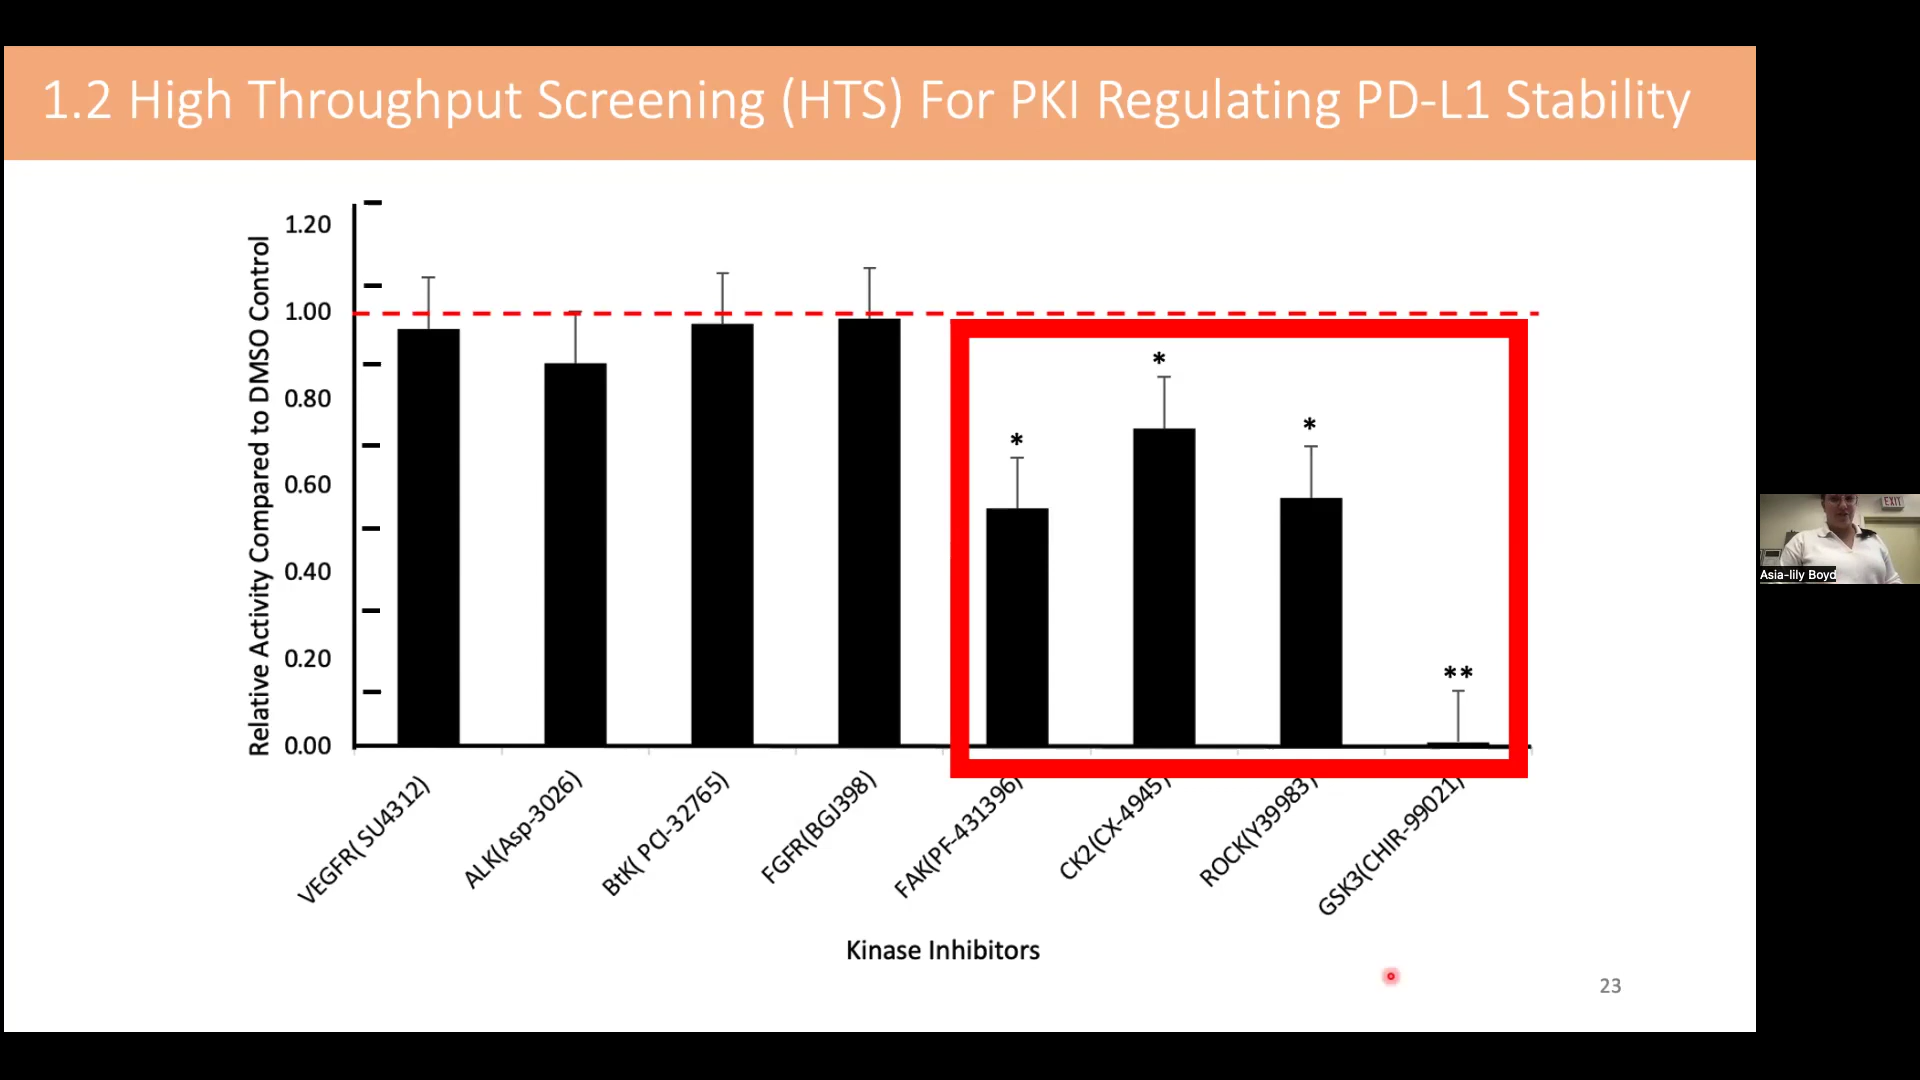 1.2 High Throughput Screening (HTS) For PKI Regulating PD-L1 Stability
Relative Activity Compared to DMSO Control
1.20
1.00
0.80
0.60
0.40
0.20
0.00
*
*
*
**
VEGFR( SU4312)
ALK(Asp-3026)
BtK( PCI-32765)
FGFR(BGJ398)
FAK(PF-431396)
CK2(CX-4945)
ROCK(Y39983)
GSK3(CHIR-99021)
Kinase Inhibitors
23
EXIT
Asia-lily Boyd